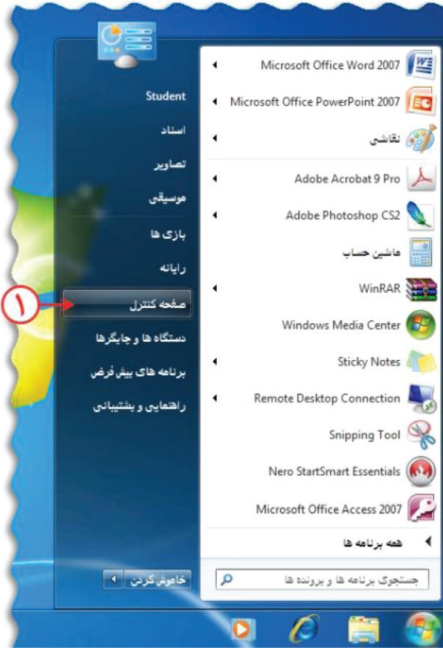 Microsoft Office Word 2007
Microsoft Office PowerPoint 2007
نقاشی
Adobe Acrobat 9 Pro
Adobe Photoshop CS2
ماشین حساب
WinRAR
Windows Media Center
Sticky Notes
Remote Desktop Connection
Snipping Tool
Nero StartSmart Essentials
Microsoft Office Access 2007
همه برنامه ها
جستجوی برنامه ها و پرونده ها
Student
اسناد
تصاویر
موسیقی
بازی ها
رایانه
صفحه کنترل
۱
دستگاه ها و چاپگرها
برنامه های پیش فرض
راهنمایی و پشتیبانی
خاموش کردن